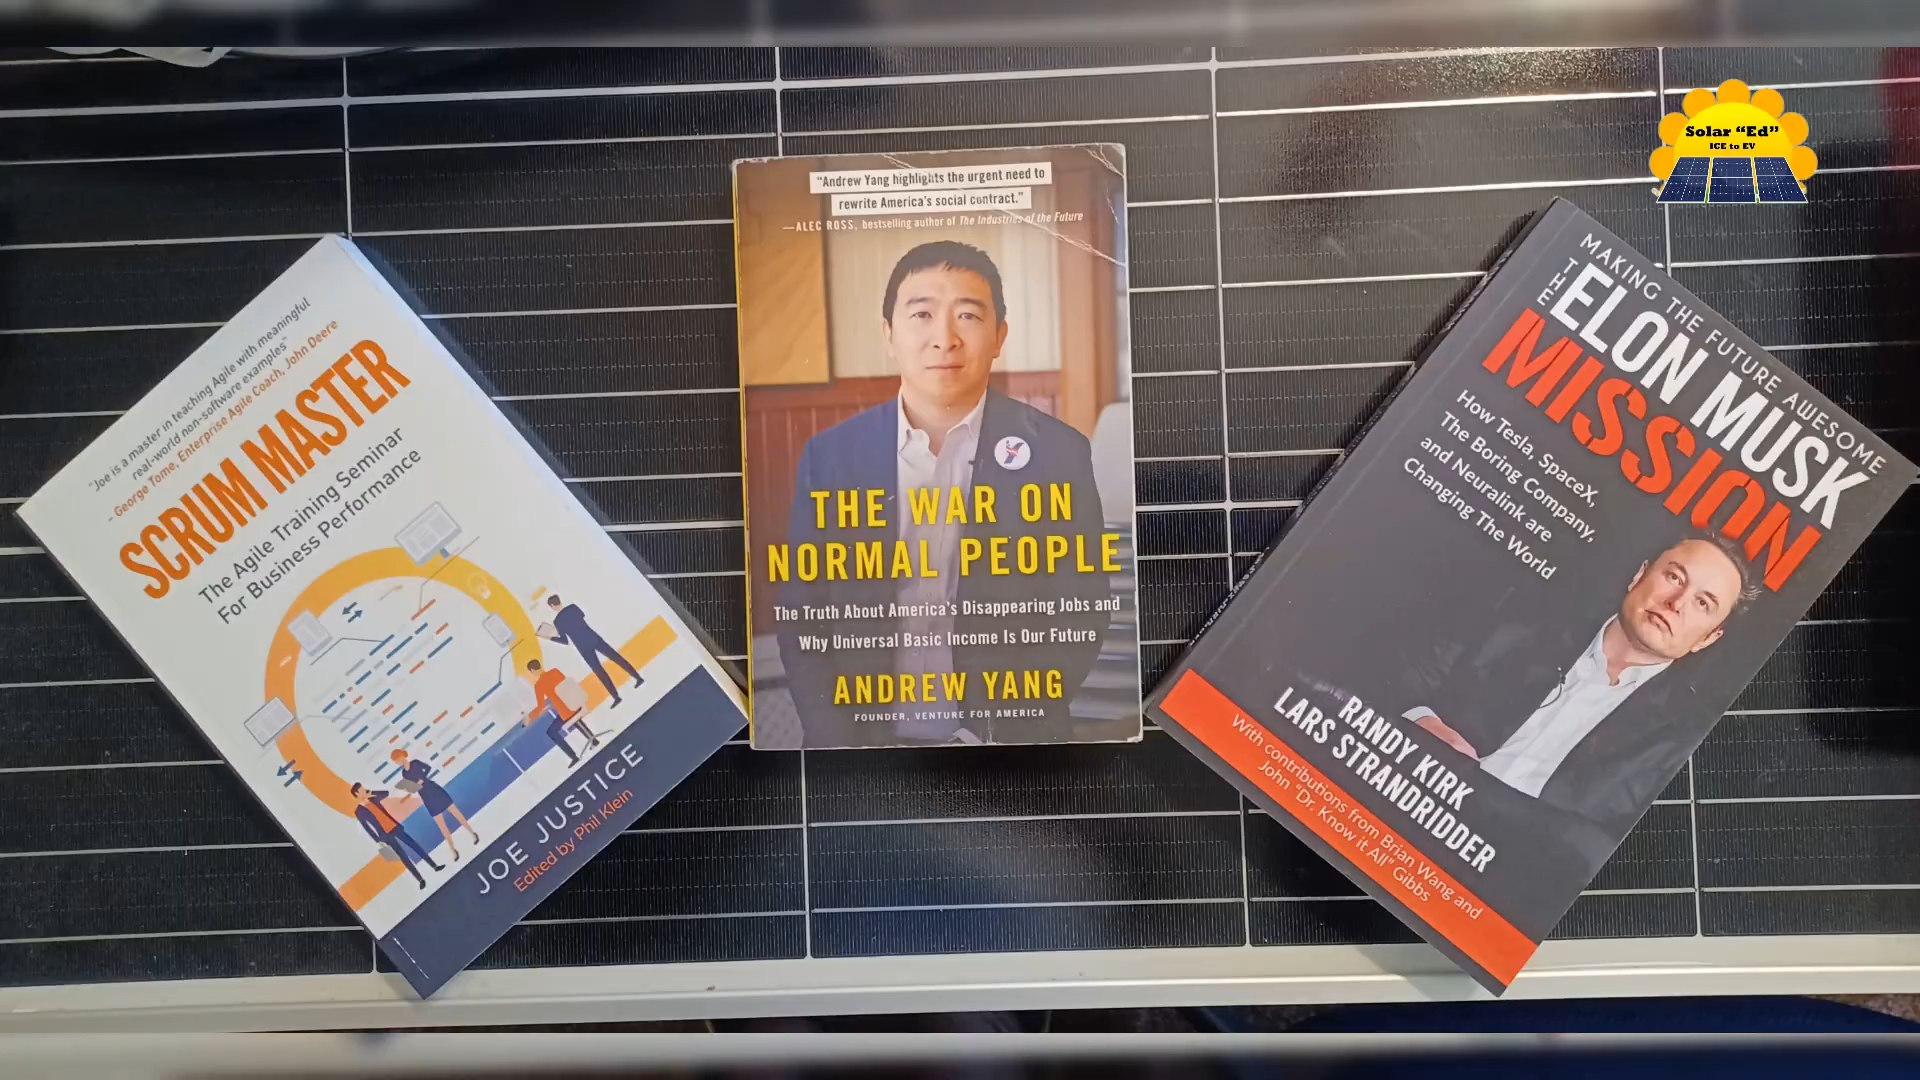 "Joe is a master in teaching Agile with meaningful
real-world non-software examples"
- George Tome, Enterprise Agile Coach, John Deere
SCRUM MASTER
The Agile Training Seminar
For Business Performance
JOE JUSTICE
Edited by Phil Klein
"Andrew Yang highlights the urgent need to
rewrite America's social contract."
—ALEC ROSS, bestselling author of The Industries of the Future
THE WAR ON
NORMAL PEOPLE
The Truth About America's Disappearing Jobs and
Why Universal Basic Income Is Our Future
ANDREW YANG
FOUNDER, VENTURE FOR AMERICA
MAKING THE FUTURE AWESOME
THE ELON MUSK
MISSION
How Tesla, SpaceX,
The Boring Company,
and Neuralink are
Changing The World
RANDY KIRK
LARS STRANDRIDDER
With contributions from Brian Wang and
John "Dr. Know it All" Gibbs
Solar "Ed"
ICE to EV